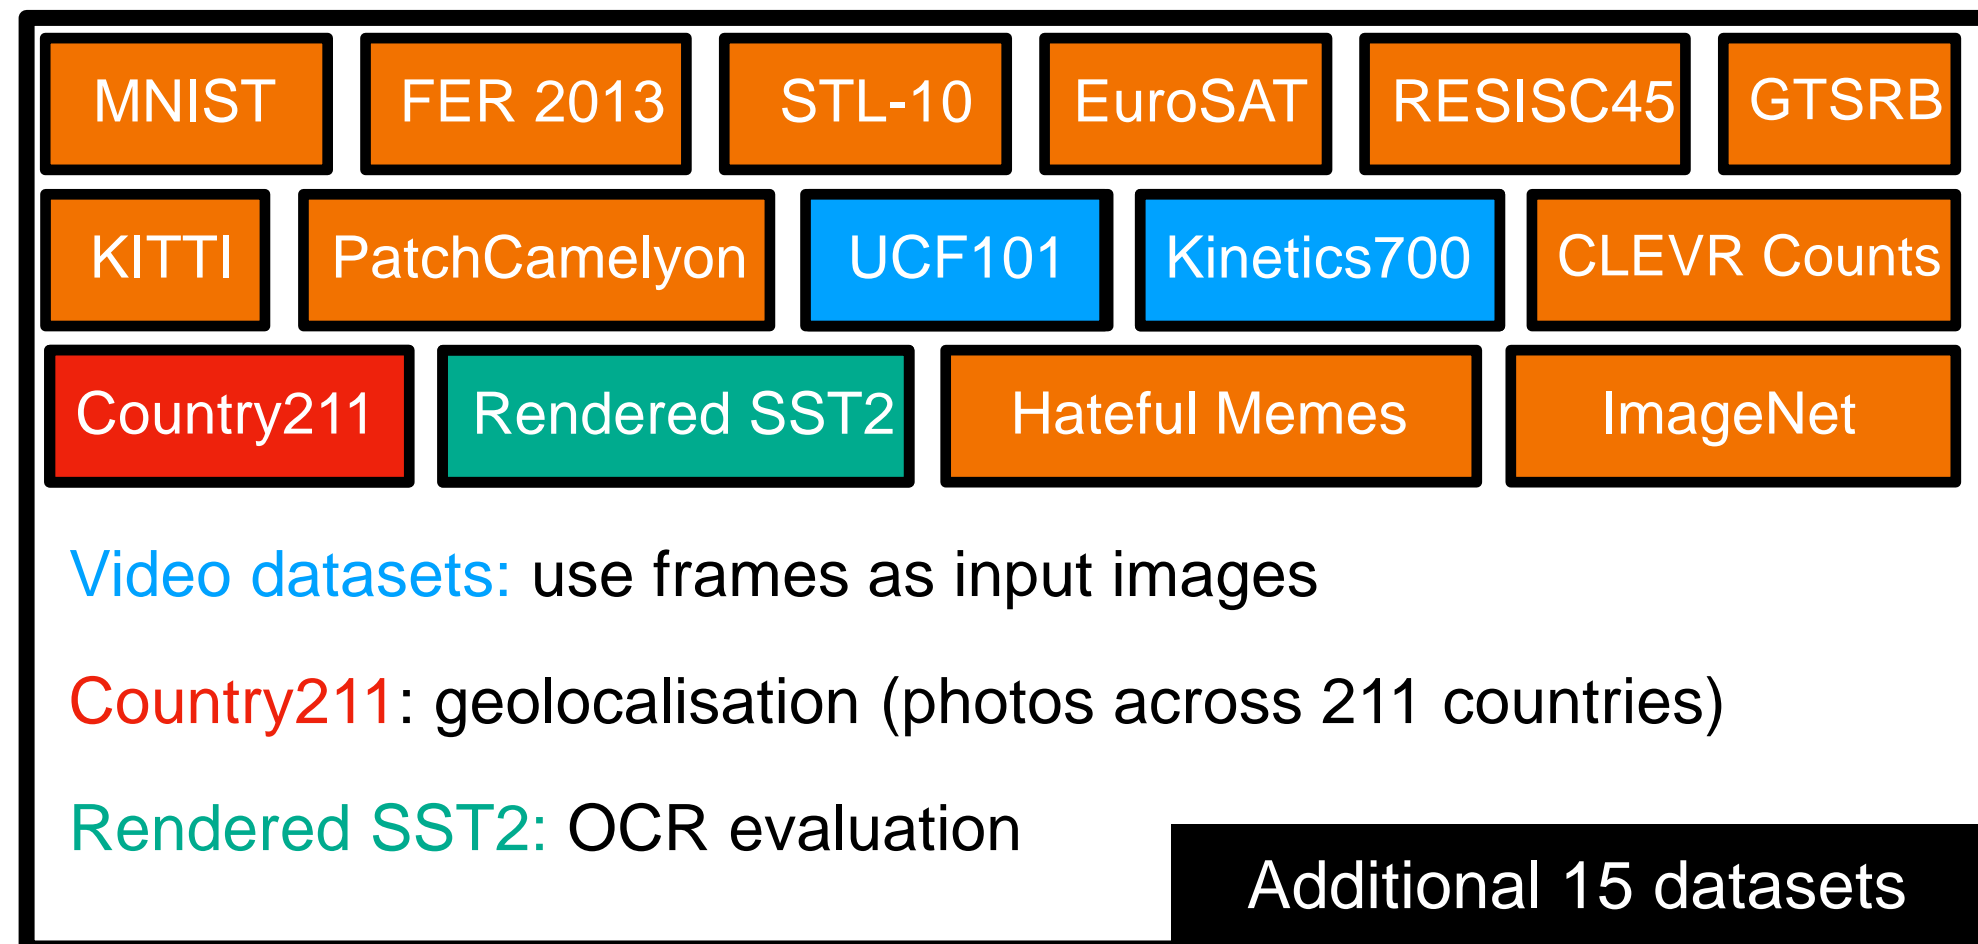 MNIST FER 2013 STL-10 EuroSAT RESISC45 GTSRB
KITTI PatchCamelyon UCF101 Kinetics700 CLEVR Counts
Country211 Rendered SST2 Hateful Memes ImageNet
Video datasets: use frames as input images
Country211: geolocalisation (photos across 211 countries)
Rendered SST2: OCR evaluation
Additional 15 datasets